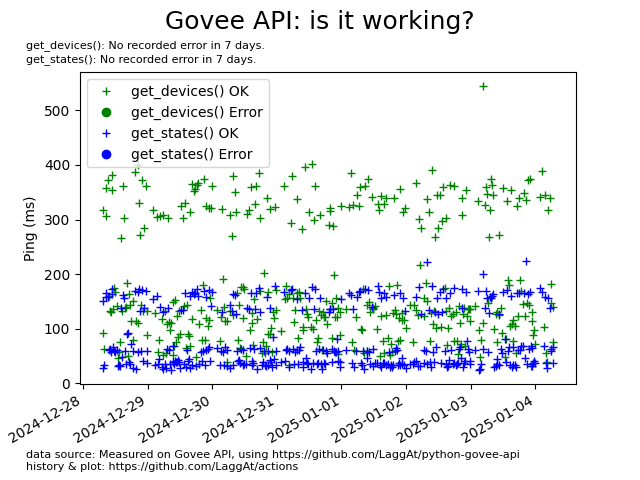 Govee API: is it working?
get_devices(): No recorded error in 7 days.
get_states(): No recorded error in 7 days.
get_devices() OK
get_devices() Error
get_states() OK
get_states() Error
Ping (ms)
500
400
300
200
100
0
2024-12-28
2024-12-29
2024-12-30
2024-12-31
2025-01-01
2025-01-02
2025-01-03
2025-01-04
data source: Measured on Govee API, using https://github.com/LaggAt/python-govee-api
history & plot: https://github.com/LaggAt/actions